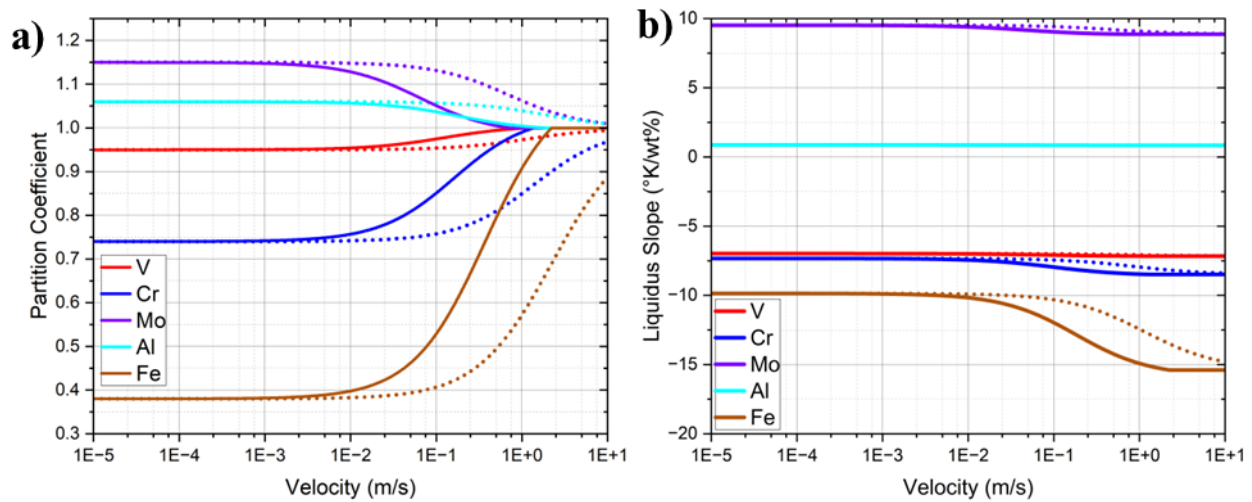 a)
Partition Coefficient
1.2
1.1
1.0
0.9
0.8
0.7
0.6
0.5
0.4
0.3
V
Cr
Mo
Al
Fe
1E−5
1E−4
1E−3
1E−2
1E−1
1E+0
1E+1
Velocity (m/s)
b)
Liquidus Slope (°K/wt%)
10
5
0
−5
−10
−15
−20
V
Cr
Mo
Al
Fe
1E−5
1E−4
1E−3
1E−2
1E−1
1E+0
1E+1
Velocity (m/s)